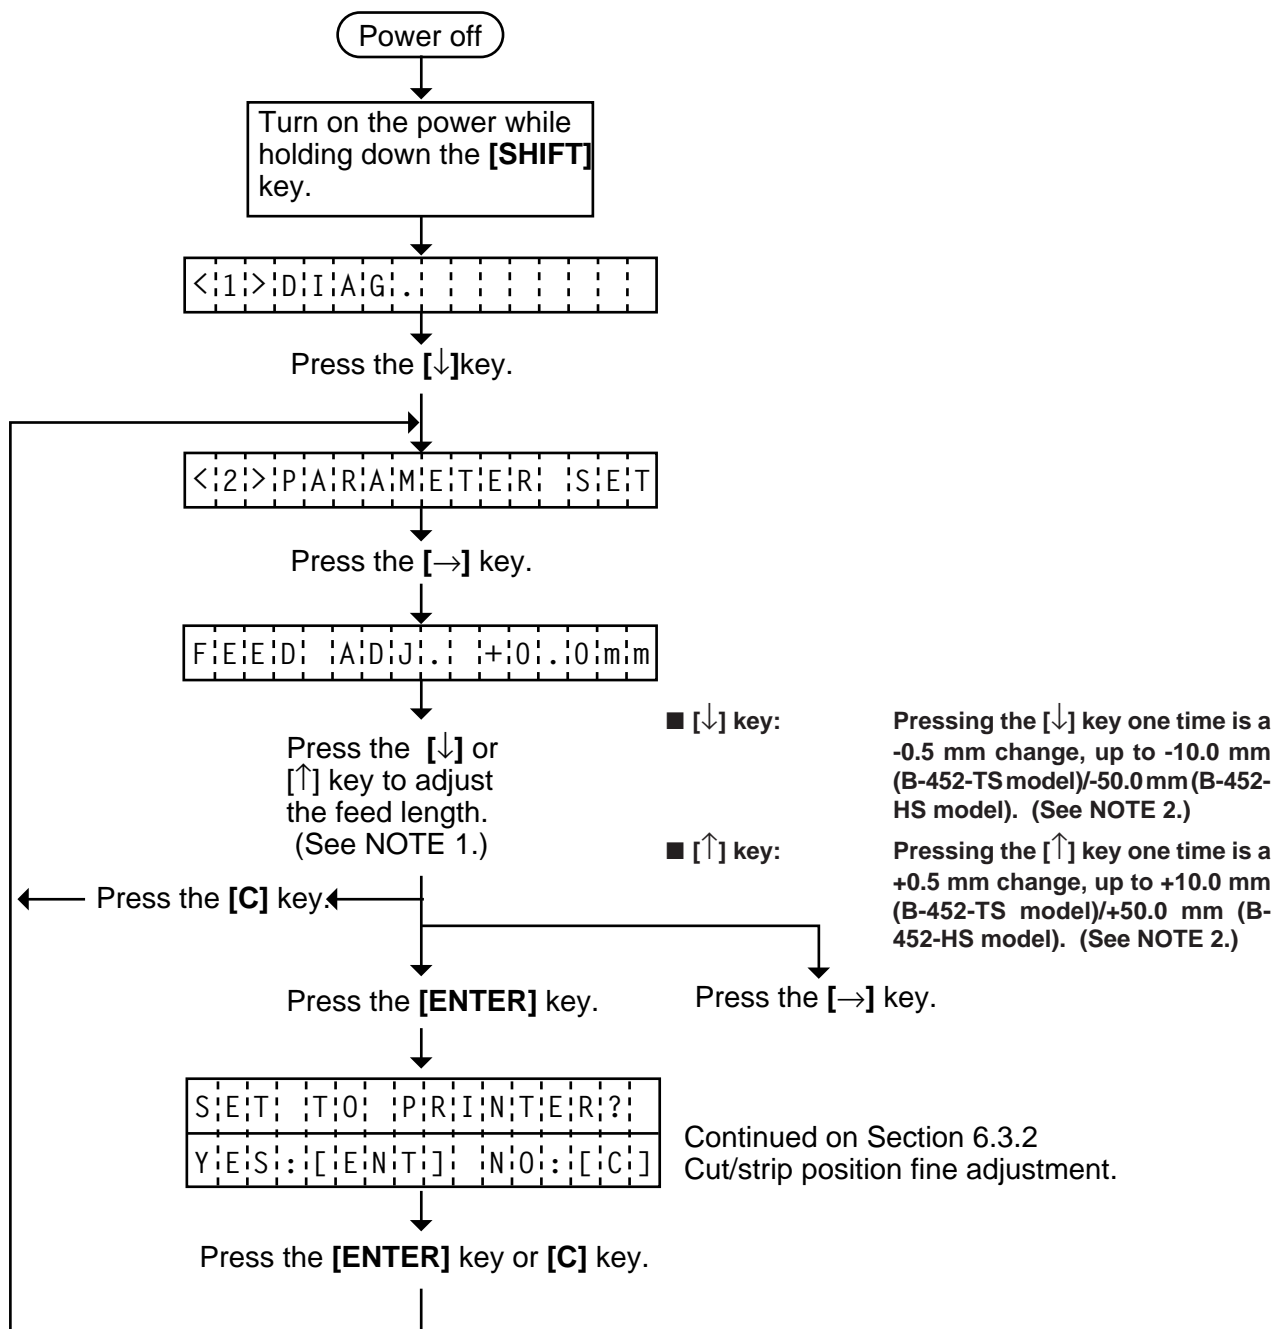 Power off
Turn on the power while
holding down the [SHIFT]
key.
<1>DIAG.
Press the [↓]key.
<2>PARAMETER SET
Press the [→] key.
FEED ADJ. +0.0mm
Press the [↓] or
[↑] key to adjust
the feed length.
(See NOTE 1.)
■ [↓] key:
Pressing the [↓] key one time is a
-0.5 mm change, up to -10.0 mm
(B-452-TS model)/-50.0 mm (B-452-
HS model). (See NOTE 2.)
■ [↑] key:
Pressing the [↑] key one time is a
+0.5 mm change, up to +10.0 mm
(B-452-TS model)/+50.0 mm (B-
452-HS model). (See NOTE 2.)
Press the [C] key.
Press the [ENTER] key.
Press the [→] key.
SET TO PRINTER?
YES:[ENT] NO:[C]
Continued on Section 6.3.2
Cut/strip position fine adjustment.
Press the [ENTER] key or [C] key.